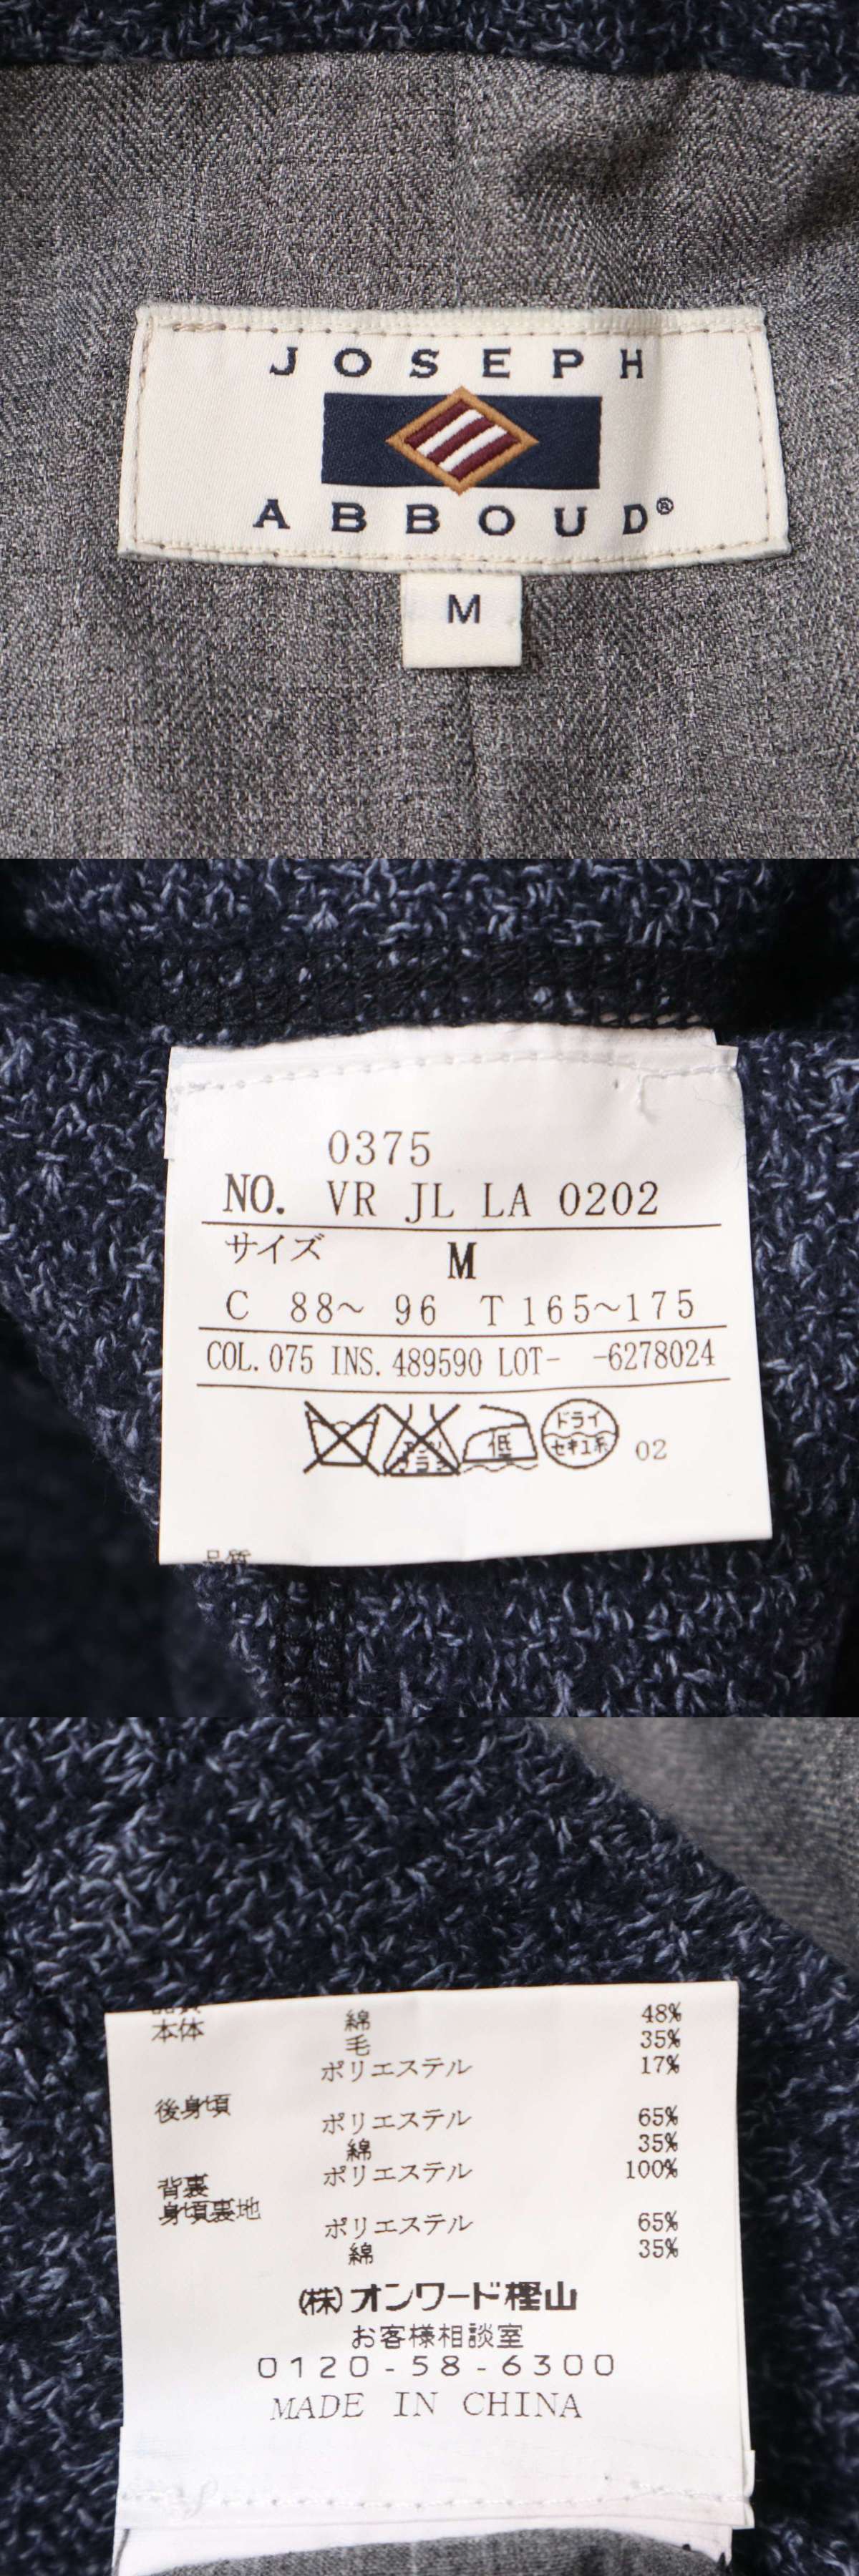 JOSEPH
ABBOUD®
M
0375
NO. VR JL LA 0202
サイズ M
C 88～ 96 T 165～175
COL. 075 INS. 489590 LOT- -6278024
低 ドライ セキユ系 02
品質
本体 綿 48%
毛 35%
ポリエステル 17%
後身頃 ポリエステル 65%
綿 35%
背裏 ポリエステル 100%
身頃裏地 ポリエステル 65%
綿 35%
(株)オンワード樫山
お客様相談室
0120-58-6300
MADE IN CHINA